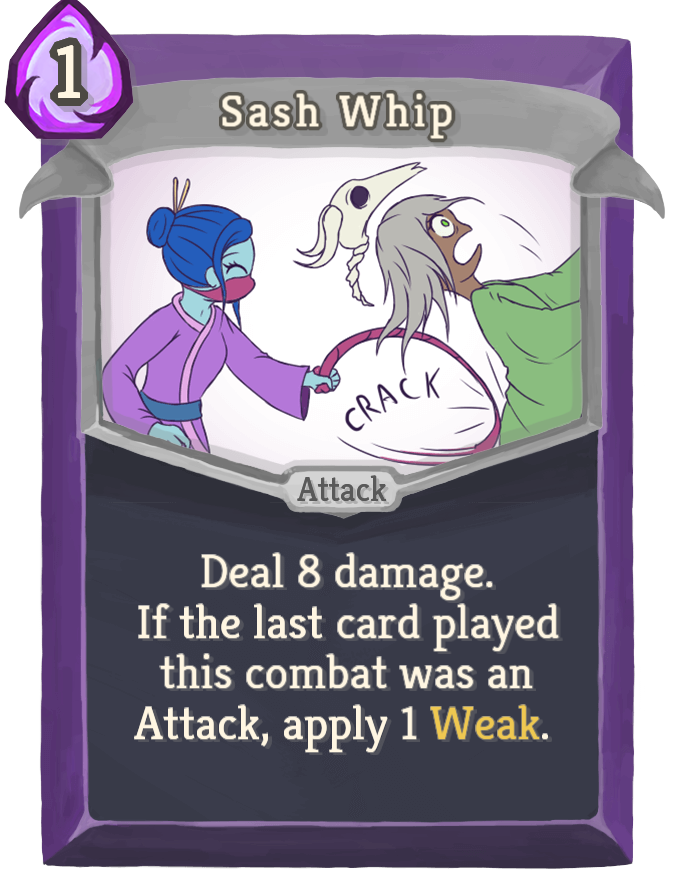 1
Sash Whip
CRACK
Attack
Deal 8 damage.
If the last card played
this combat was an
Attack, apply 1 Weak.